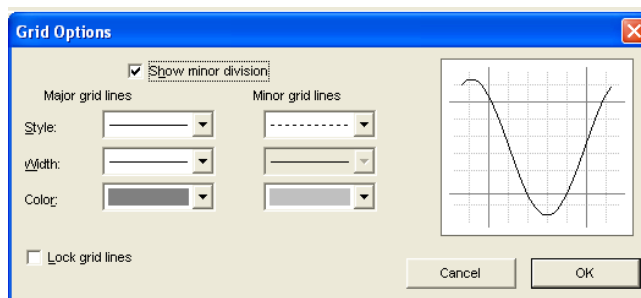 Grid Options
Show minor division
Major grid lines
Minor grid lines
Style:
Width:
Color:
Lock grid lines
Cancel
OK